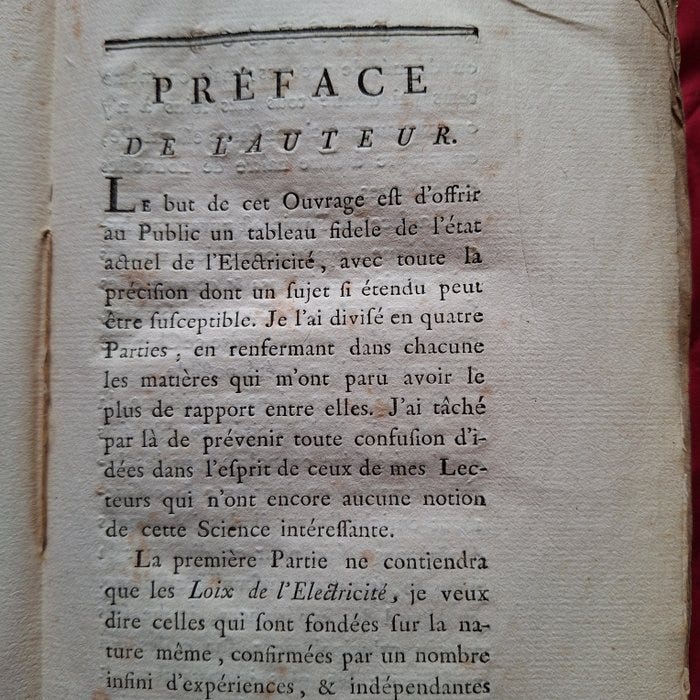 PRÉFACE
DE L'AUTEUR.
LE but de cet Ouvrage eſt d'offrir
au Public un tableau fidele de l'état
actuel de l'Electricité, avec toute la
préciſion dont un ſujet ſi étendu peut
être ſuſceptible. Je l'ai diviſé en quatre
Parties, en renfermant dans chacune
les matières qui m'ont paru avoir le
plus de rapport entre elles. J'ai tâché
par là de prévenir toute confuſion d'i-
dées dans l'eſprit de ceux de mes Lec-
teurs qui n'ont encore aucune notion
de cette Science intéreſſante.
La première Partie ne contiendra
que les Loix de l'Electricité, je veux
dire celles qui ſont fondées ſur la na-
ture même, confirmées par un nombre
infini d'expériences, & indépendantes